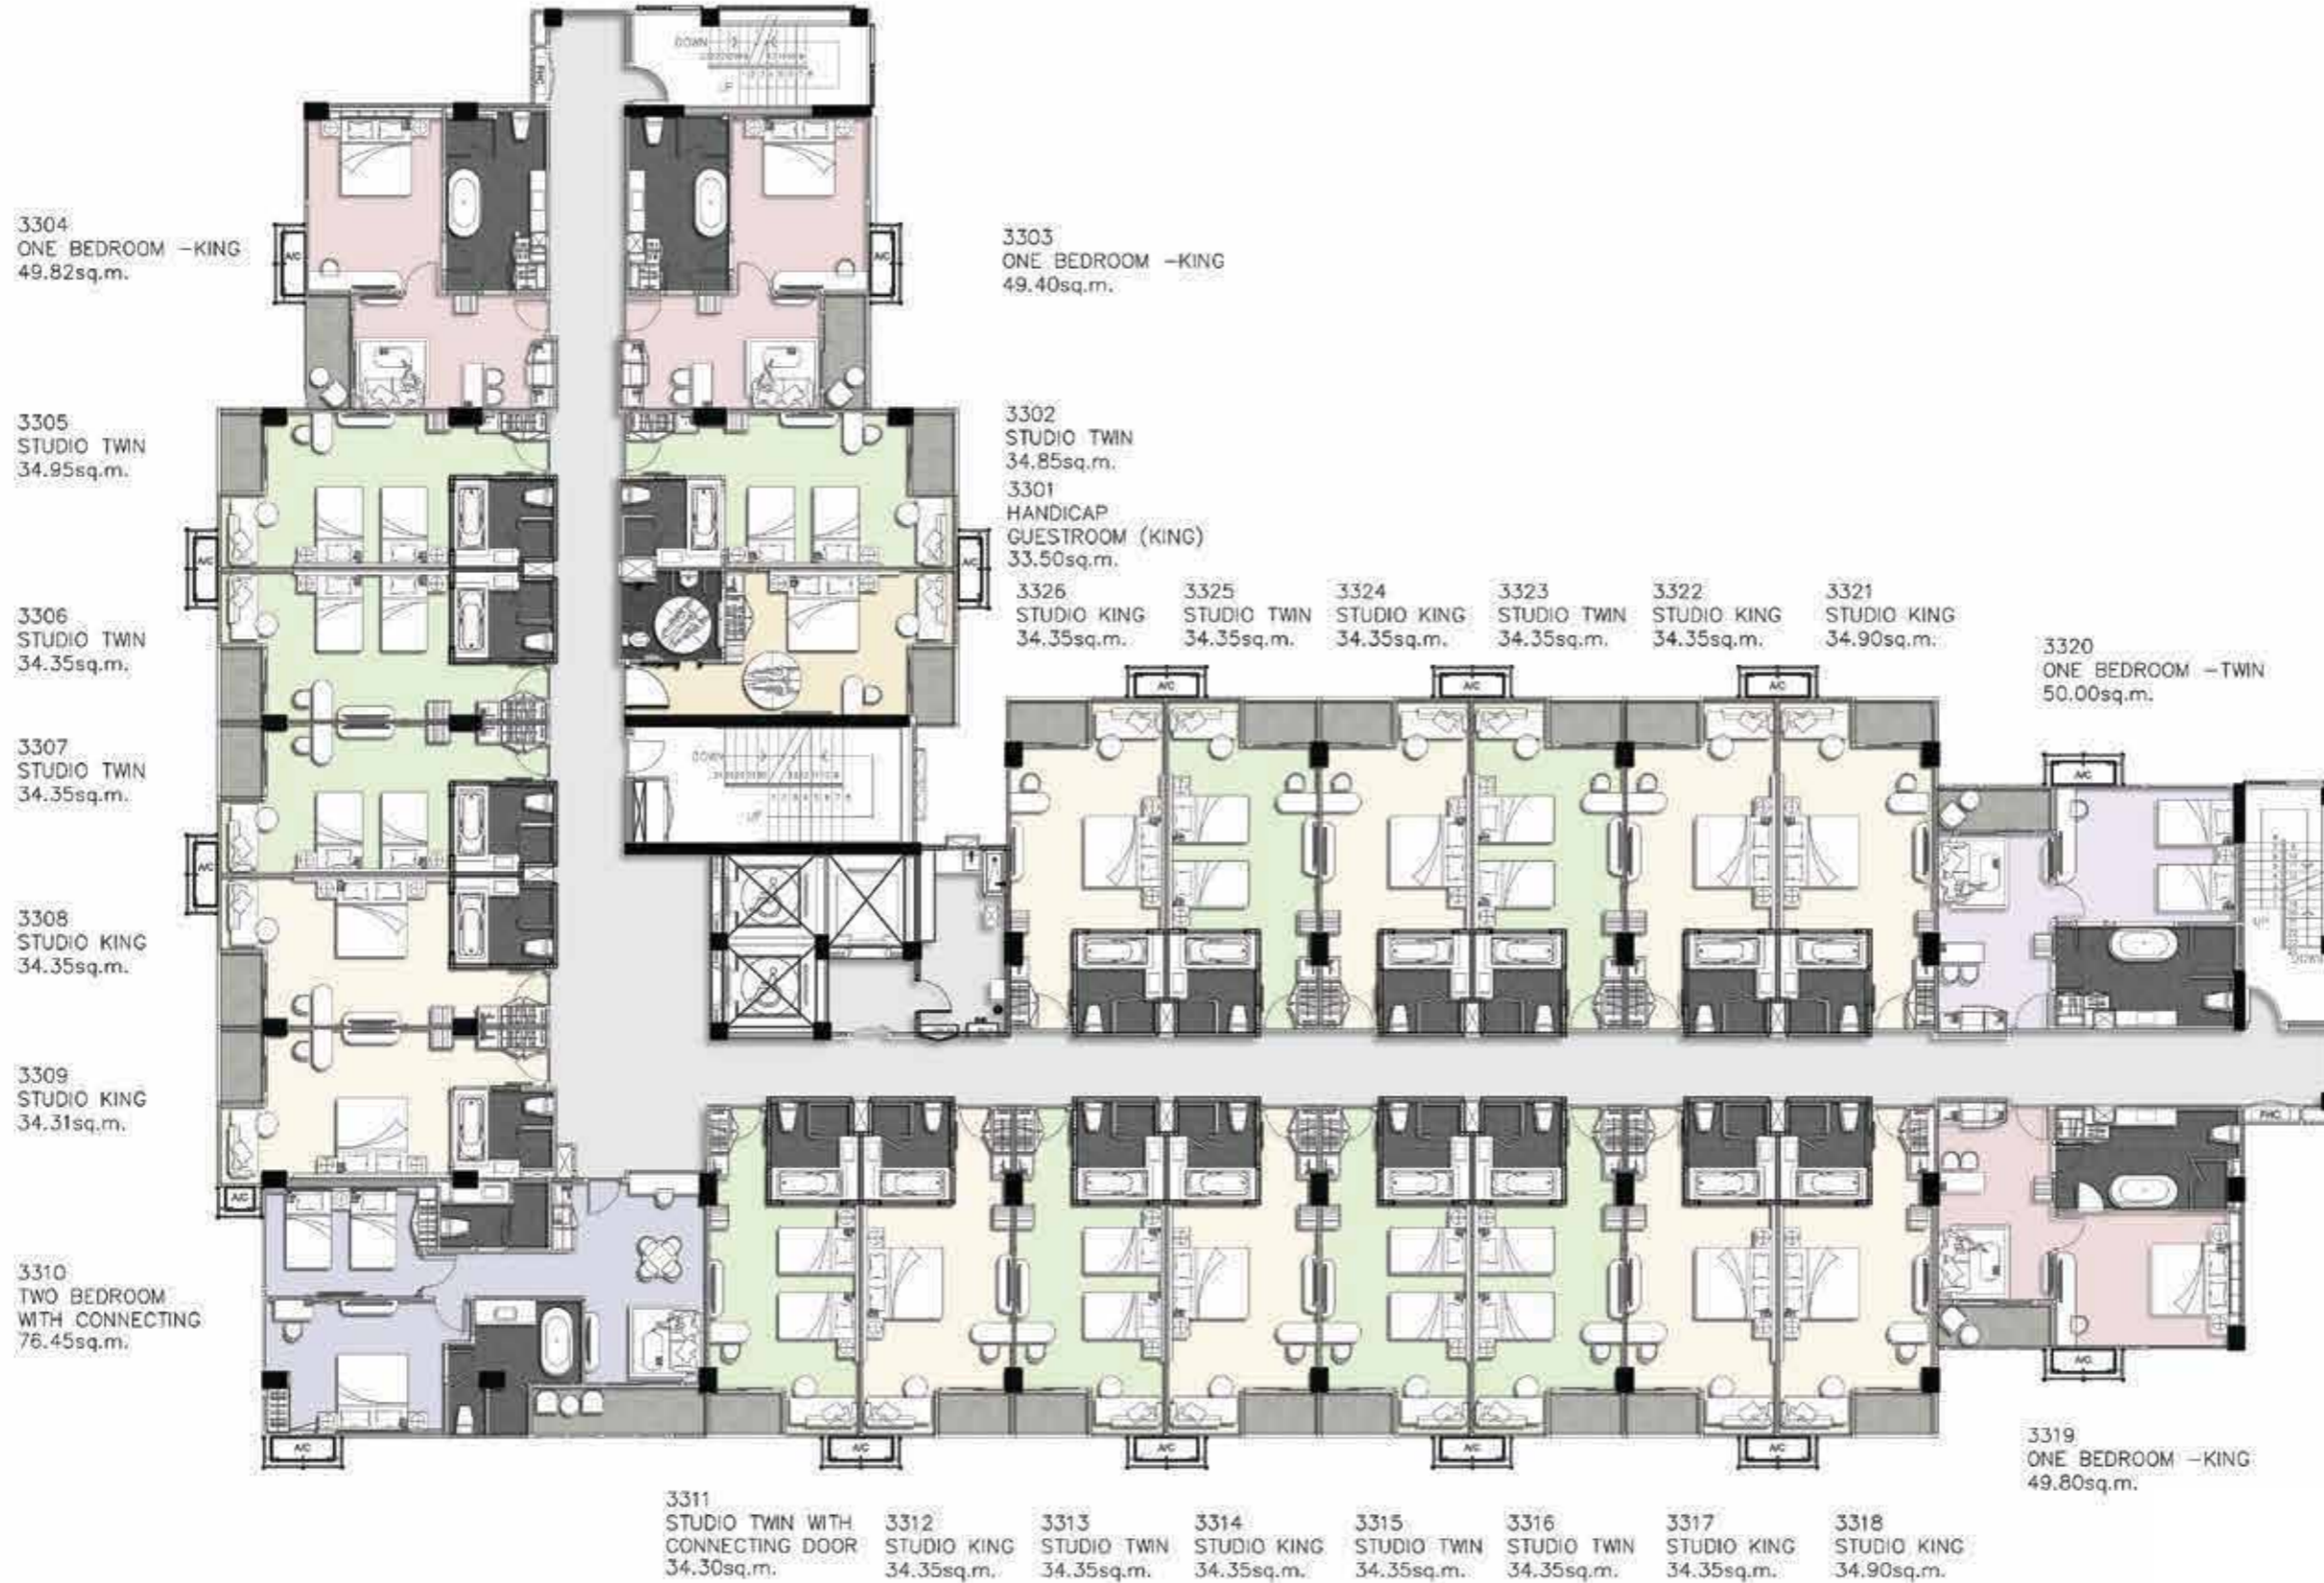 DOWN
UP
FHC
3304
ONE BEDROOM –KING
49.82sq.m.
A/C
A/C
3303
ONE BEDROOM –KING
49.40sq.m.
3305
STUDIO TWIN
34.95sq.m.
3302
STUDIO TWIN
34.85sq.m.
3301
HANDICAP
GUESTROOM (KING)
33.50sq.m.
A/C
A/C
3306
STUDIO TWIN
34.35sq.m.
3326
STUDIO KING
34.35sq.m.
3325
STUDIO TWIN
34.35sq.m.
3324
STUDIO KING
34.35sq.m.
3323
STUDIO TWIN
34.35sq.m.
3322
STUDIO KING
34.35sq.m.
3321
STUDIO KING
34.90sq.m.
3320
ONE BEDROOM –TWIN
50.00sq.m.
A/C
A/C
A/C
A/C
3307
STUDIO TWIN
34.35sq.m.
DOWN
UP
A/C
3308
STUDIO KING
34.35sq.m.
UP
DOWN
3309
STUDIO KING
34.31sq.m.
FHC
A/C
3310
TWO BEDROOM
WITH CONNECTING
76.45sq.m.
A/C
A/C
A/C
A/C
A/C
A/C
3319
ONE BEDROOM –KING
49.80sq.m.
3311
STUDIO TWIN WITH
CONNECTING DOOR
34.30sq.m.
3312
STUDIO KING
34.35sq.m.
3313
STUDIO TWIN
34.35sq.m.
3314
STUDIO KING
34.35sq.m.
3315
STUDIO TWIN
34.35sq.m.
3316
STUDIO TWIN
34.35sq.m.
3317
STUDIO KING
34.35sq.m.
3318
STUDIO KING
34.90sq.m.